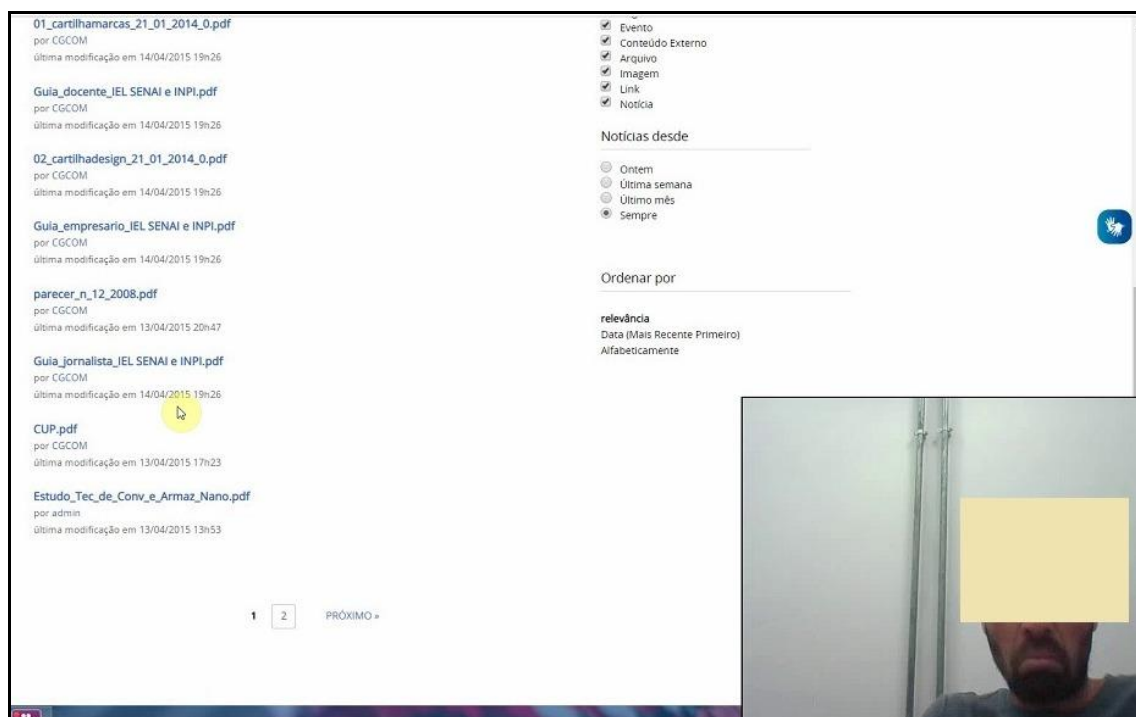 01_cartilhamarcas_21_01_2014_0.pdf
por CGCOM
última modificação em 14/04/2015 19h26
Guia_docente_IEL SENAI e INPI.pdf
por CGCOM
última modificação em 14/04/2015 19h26
02_cartilhadesign_21_01_2014_0.pdf
por CGCOM
última modificação em 14/04/2015 19h26
Guia_empresario_IEL SENAI e INPI.pdf
por CGCOM
última modificação em 14/04/2015 19h26
parecer_n_12_2008.pdf
por CGCOM
última modificação em 13/04/2015 20h47
Guia_jornalista_IEL SENAI e INPI.pdf
por CGCOM
última modificação em 14/04/2015 19h26
CUP.pdf
por CGCOM
última modificação em 13/04/2015 17h23
Estudo_Tec_de_Conv_e_Armaz_Nano.pdf
por admin
última modificação em 13/04/2015 13h53
1 2 PRÓXIMO »
Evento
Conteúdo Externo
Arquivo
Imagem
Link
Notícia
Notícias desde
Ontem
Última semana
Último mês
Sempre
Ordenar por
relevância
Data (Mais Recente Primeiro)
Alfabeticamente